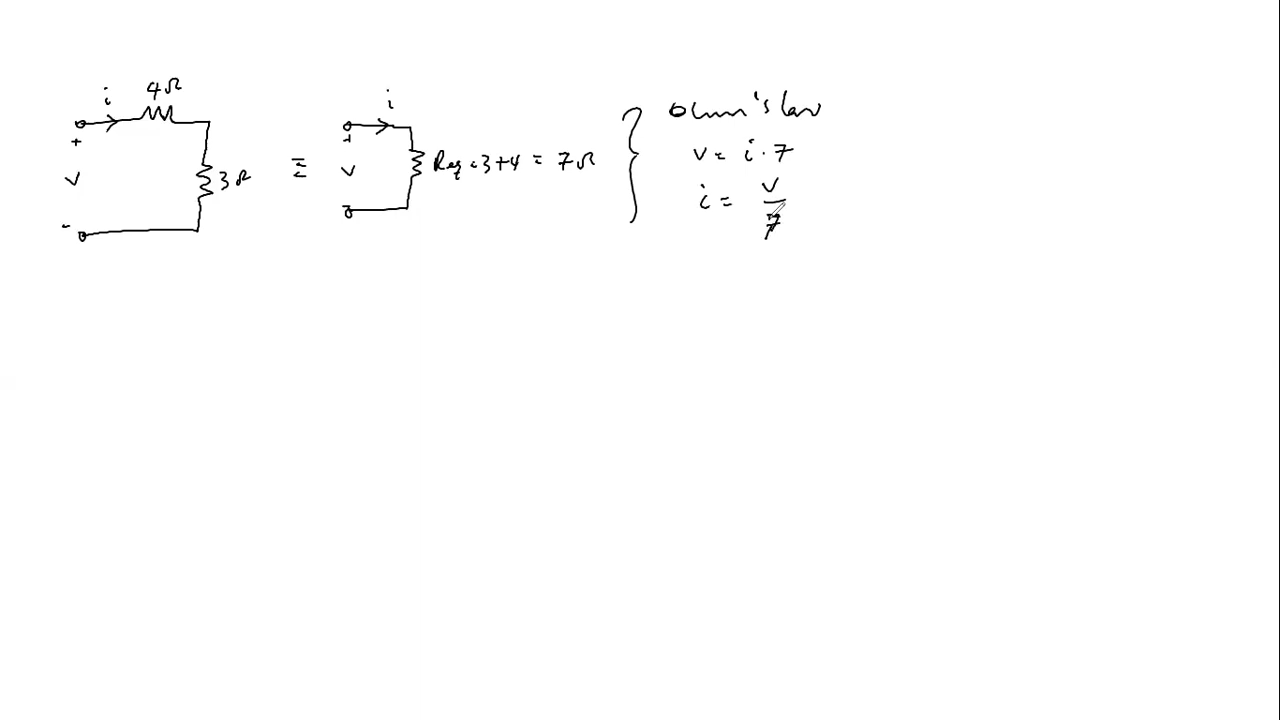 i 4Ω
+
V 3Ω
-
≡
i
+
V Req = 3+4 = 7Ω
-
Ohm's law
V = i · 7
i = V/7